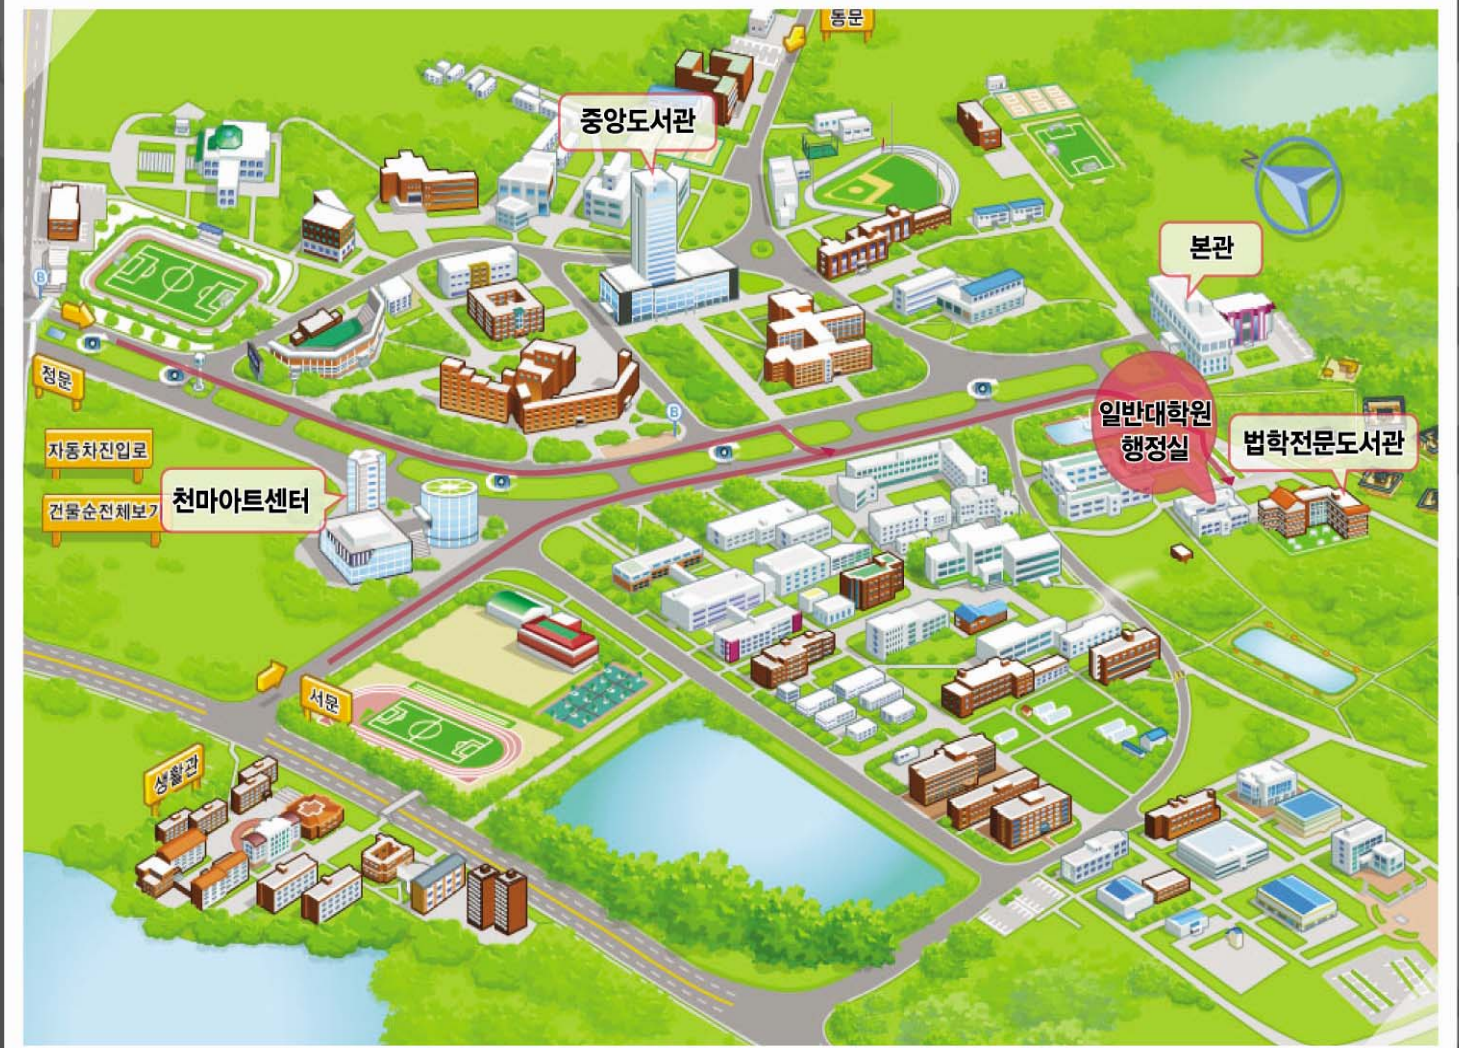 동문
중앙도서관
N
본관
B
정문
B
일반대학원
행정실
법학전문도서관
자동차진입로
천마아트센터
건물순전체보기
서문
생활관